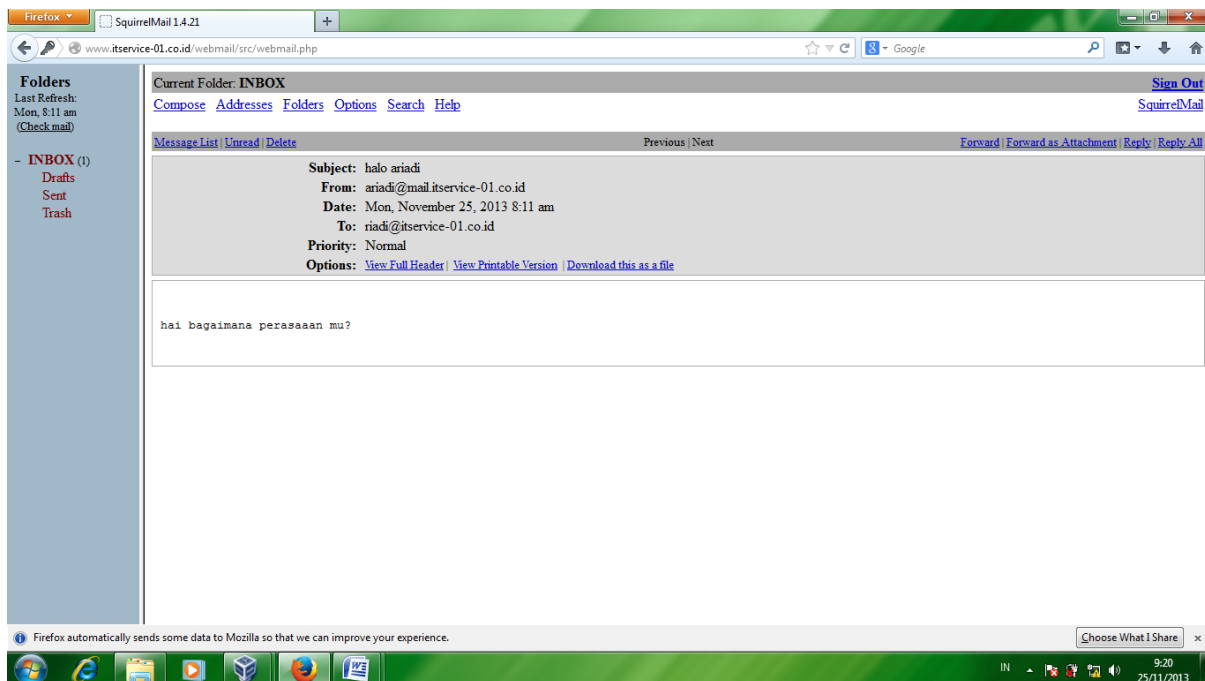 Firefox
SquirrelMail 1.4.21
www.itservice-01.co.id/webmail/src/webmail.php
Google
Folders
Last Refresh:
Mon, 8:11 am
(Check mail)
– INBOX (1)
Drafts
Sent
Trash
Current Folder: INBOX
Sign Out
Compose Addresses Folders Options Search Help
SquirrelMail
Message List | Unread | Delete
Previous | Next
Forward | Forward as Attachment | Reply | Reply All
Subject: halo ariadi
From: ariadi@mail.itservice-01.co.id
Date: Mon, November 25, 2013 8:11 am
To: riadi@itservice-01.co.id
Priority: Normal
Options: View Full Header | View Printable Version | Download this as a file
hai bagaimana perasaaan mu?
Firefox automatically sends some data to Mozilla so that we can improve your experience.
Choose What I Share
IN
9:20
25/11/2013